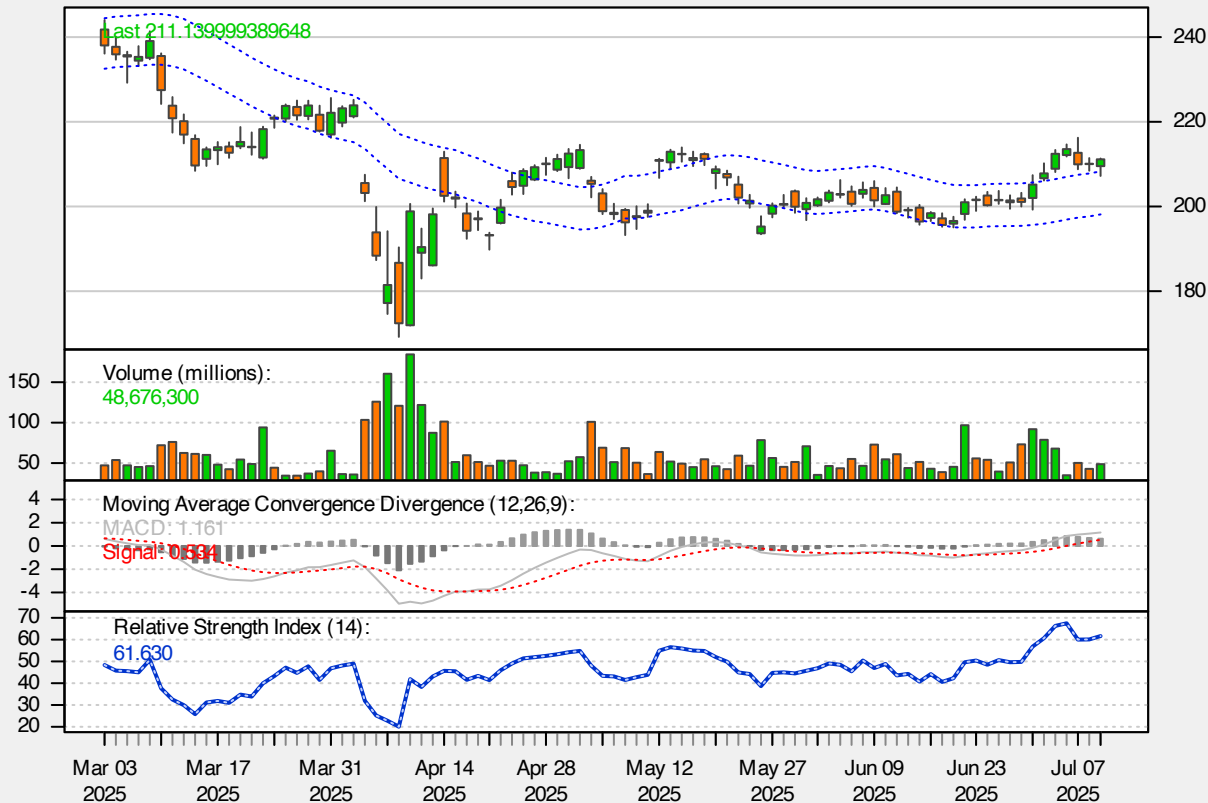 Last 211.139999389648
240
220
200
180
Volume (millions):
48,676,300
150
100
50
Moving Average Convergence Divergence (12,26,9):
MACD: 1.161
Signal: 0.534
4
2
0
-2
-4
Relative Strength Index (14):
61.630
70
60
50
40
30
20
Mar 03 Mar 17 Mar 31 Apr 14 Apr 28 May 12 May 27 Jun 09 Jun 23 Jul 07
2025 2025 2025 2025 2025 2025 2025 2025 2025 2025